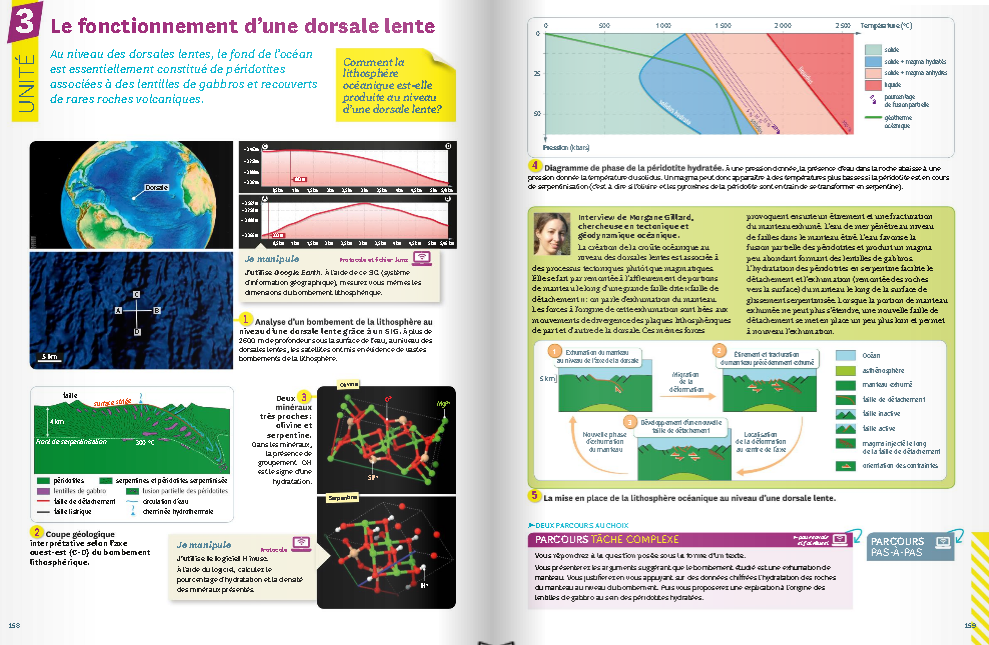 3
UNITÉ
Le fonctionnement d'une dorsale lente
Au niveau des dorsales lentes, le fond de l'océan
est essentiellement constitué de péridotites
associées à des lentilles de gabbros et recouverts
de rares roches volcaniques.
Comment la
lithosphère
océanique est-elle
produite au niveau
d'une dorsale lente?
Dorsale
A
B
C
D
5 km
Je manipule
Protocole et fichier .kmz
J'utilise Google Earth. À l'aide de ce SIG (système
d'information géographique), mesurez vous-mêmes les
dimensions du bombement lithosphérique.
1 Analyse d'un bombement de la lithosphère au
niveau d'une dorsale lente grâce à un SIG. À plus de
2600 m de profondeur sous la surface de l'eau, au niveau des
dorsales lentes, les satellites ont mis en évidence de vastes
bombements de la lithosphère.
faille
surface striée
4 km
Front de serpentinisation
300 °C
péridotites
serpentines et péridotites serpentinisée
lentilles de gabbro
fusion partielle des péridotites
faille de détachement
circulation d'eau
faille listrique
cheminée hydrothermale
2 Coupe géologique
interprétative selon l'axe
ouest-est (C-D) du bombement
lithosphérique.
Deux 3
minéraux
très proches :
olivine et
serpentine.
Dans les minéraux,
la présence de
groupement OH
est le signe d'une
hydratation.
Olivine
Serpentine
Je manipule
Protocole
J'utilise le logiciel Minusc.
À l'aide du logiciel, calculez le
pourcentage d'hydratation et la densité
des minéraux présentés.
158
0
500
1 000
1 500
2 000
2 500
Température (°C)
0
25
50
Pression (kbars)
solide
solide + magma hydratés
solide + magma anhydres
liquide
pourcentage
de fusion partielle
géotherme
océanique
4 Diagramme de phase de la péridotite hydratée. À une pression donnée, la présence d'eau dans la roche abaisse à une
pression donnée la température du solidus. Un magma peut donc apparaître à des températures plus basses si la péridotite est en cours
de serpentinisation (c'est-à-dire si l'olivine et les pyroxènes de la péridotite sont en train de se transformer en serpentine).
Interview de Morgane Gillard,
chercheuse en tectonique et
géodynamique océanique.
La création de la croûte océanique au
niveau des dorsales lentes est associée à
des processus tectoniques plutôt que magmatiques.
Elle se fait par remontée à l'affleurement de portions
de manteau le long d'une grande faille dite « faille de
détachement » : on parle d'exhumation du manteau.
Les forces à l'origine de cette exhumation sont liées aux
mouvements de divergence des plaques lithosphériques
de part et d'autre de la dorsale. Ces mêmes forces
provoquent ensuite un étirement et une fracturation
du manteau exhumé. L'eau de mer pénètre au niveau
de failles dans le manteau étiré. L'eau favorise la
fusion partielle des péridotites et produit un magma
peu abondant formant des lentilles de gabbros.
L'hydratation des péridotites en serpentine facilite le
détachement et l'exhumation (remontée des roches
vers la surface) du manteau le long de la surface de
glissement serpentinisée. Lorsque la portion de manteau
exhumée ne peut plus s'étendre, une nouvelle faille de
détachement se met en place un peu plus loin et permet
à nouveau l'exhumation.
1 Exhumation du manteau
au niveau de l'axe de la dorsale
5 km
Migration
de la
déformation
2 Étirement et fracturation
du manteau précédemment exhumé
Localisation
de la déformation
au centre de l'axe
3 Développement d'une nouvelle
faille de détachement
Nouvelle phase
d'exhumation
du manteau
Océan
asthénosphère
manteau exhumé
faille de détachement
faille inactive
faille active
magma injecté le long
de la faille de détachement
orientation des contraintes
5 La mise en place de la lithosphère océanique au niveau d'une dorsale lente.
DEUX PARCOURS AU CHOIX
PARCOURS TÂCHE COMPLEXE
PARCOURS
PAS-À-PAS
Vous répondrez à la question posée sous la forme d'un texte.
Vous présenterez les arguments suggérant que le bombement étudié est une exhumation de
manteau. Vous justifierez en vous appuyant sur des données chiffrées l'hydratation des roches
du manteau au niveau du bombement. Puis vous proposerez une explication à l'origine des
lentilles de gabbro au sein des péridotites hydratées.
159